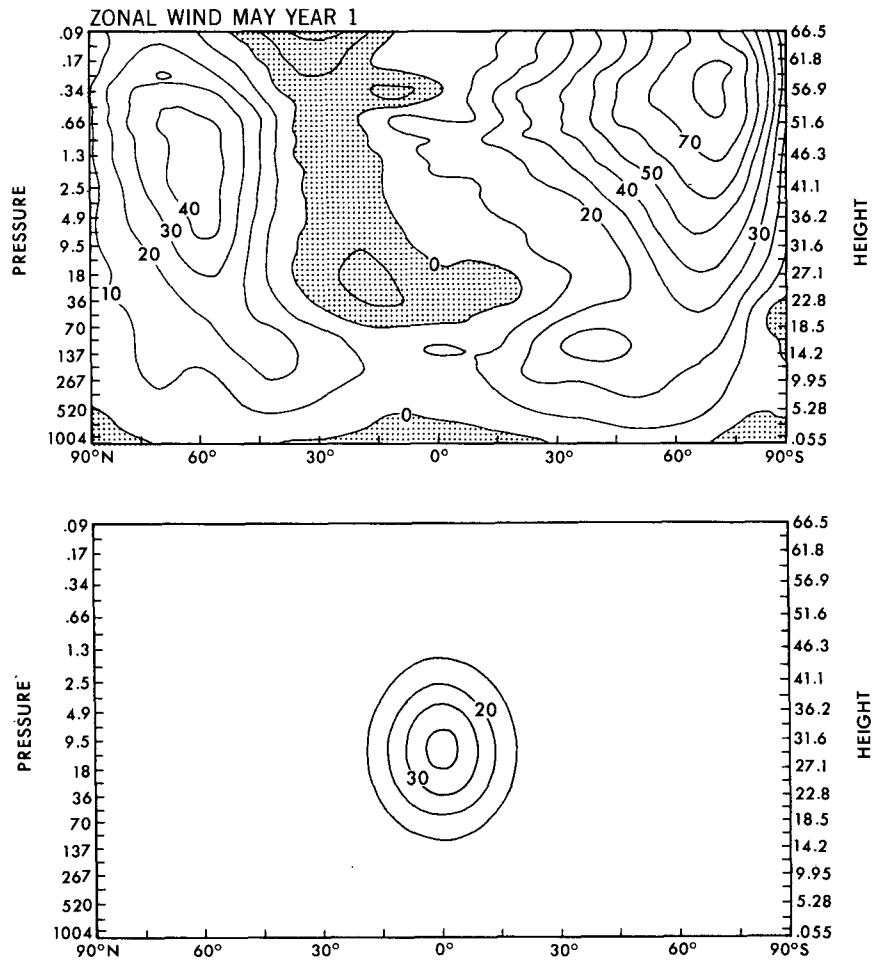 ZONAL WIND MAY YEAR 1
.09 66.5
.17 61.8
.34 56.9
.66 51.6
70
1.3 46.3
50
2.5 40 41.1
40 20
4.9 36.2
30 30
9.5 31.6
20 0
18 27.1
10
36 22.8
70 18.5
137 14.2
267 9.95
520 0 5.28
1004 .055
90°N 60° 30° 0° 30° 60° 90°S
PRESSURE
HEIGHT
.09 66.5
.17 61.8
.34 56.9
.66 51.6
1.3 46.3
2.5 41.1
4.9 20 36.2
9.5 31.6
18 30 27.1
36 22.8
70 18.5
137 14.2
267 9.95
520 5.28
1004 .055
90°N 60° 30° 0° 30° 60° 90°S
PRESSURE
HEIGHT